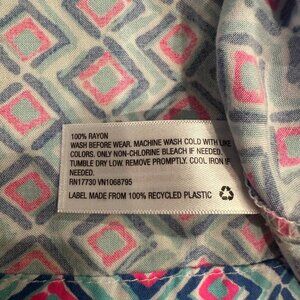 100% RAYON
WASH BEFORE WEAR. MACHINE WASH COLD WITH LIKE
COLORS, ONLY NON-CHLORINE BLEACH IF NEEDED.
TUMBLE DRY LOW. REMOVE PROMPTLY. COOL IRON IF
NEEDED.
RN17730 VN1068795
LABEL MADE FROM 100% RECYCLED PLASTIC